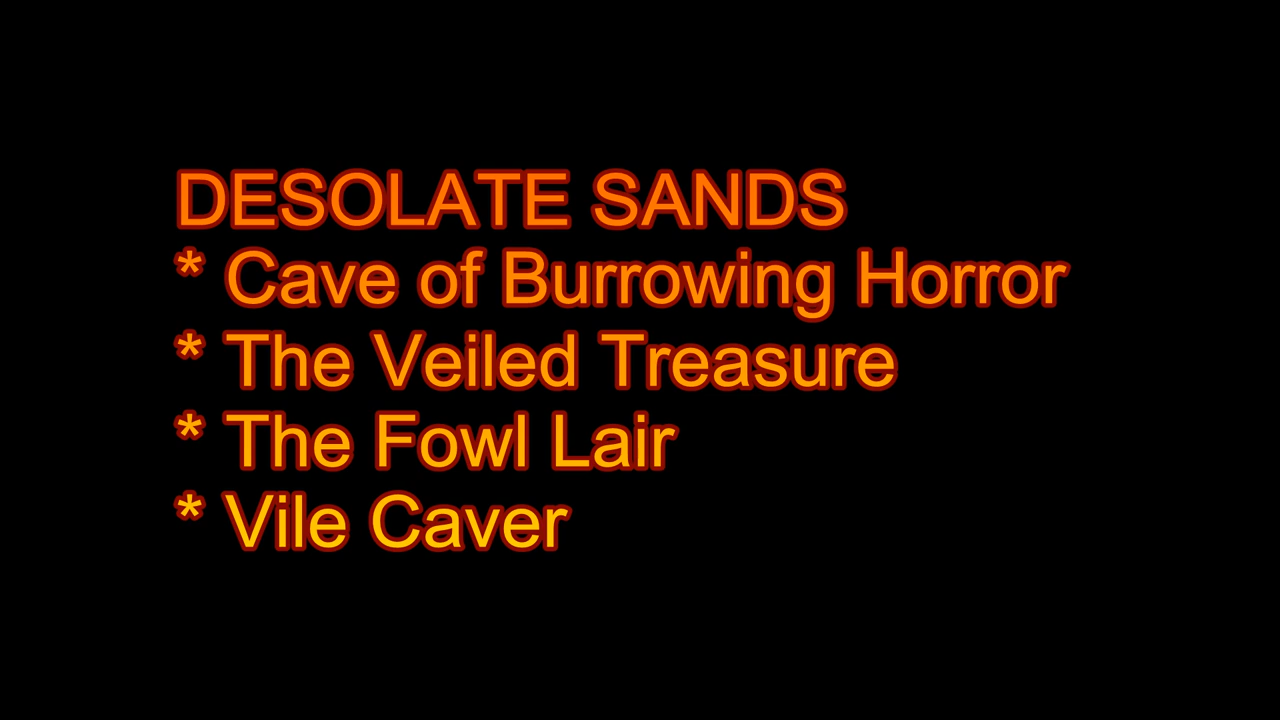 DESOLATE SANDS
* Cave of Burrowing Horror
* The Veiled Treasure
* The Fowl Lair
* Vile Caver